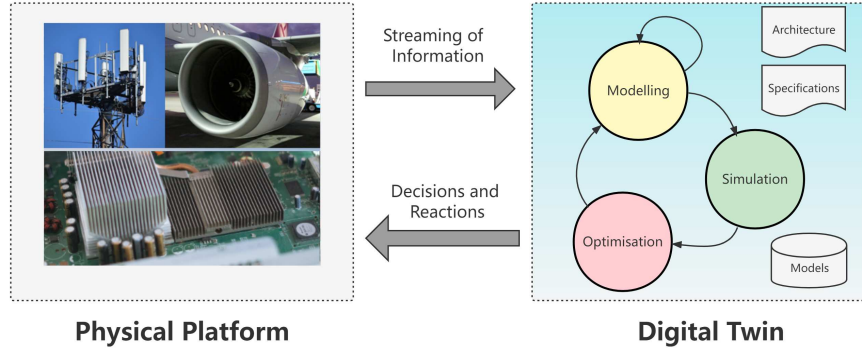 Streaming of
Information
Decisions and
Reactions
Architecture
Specifications
Modelling
Simulation
Optimisation
Models
Physical Platform
Digital Twin